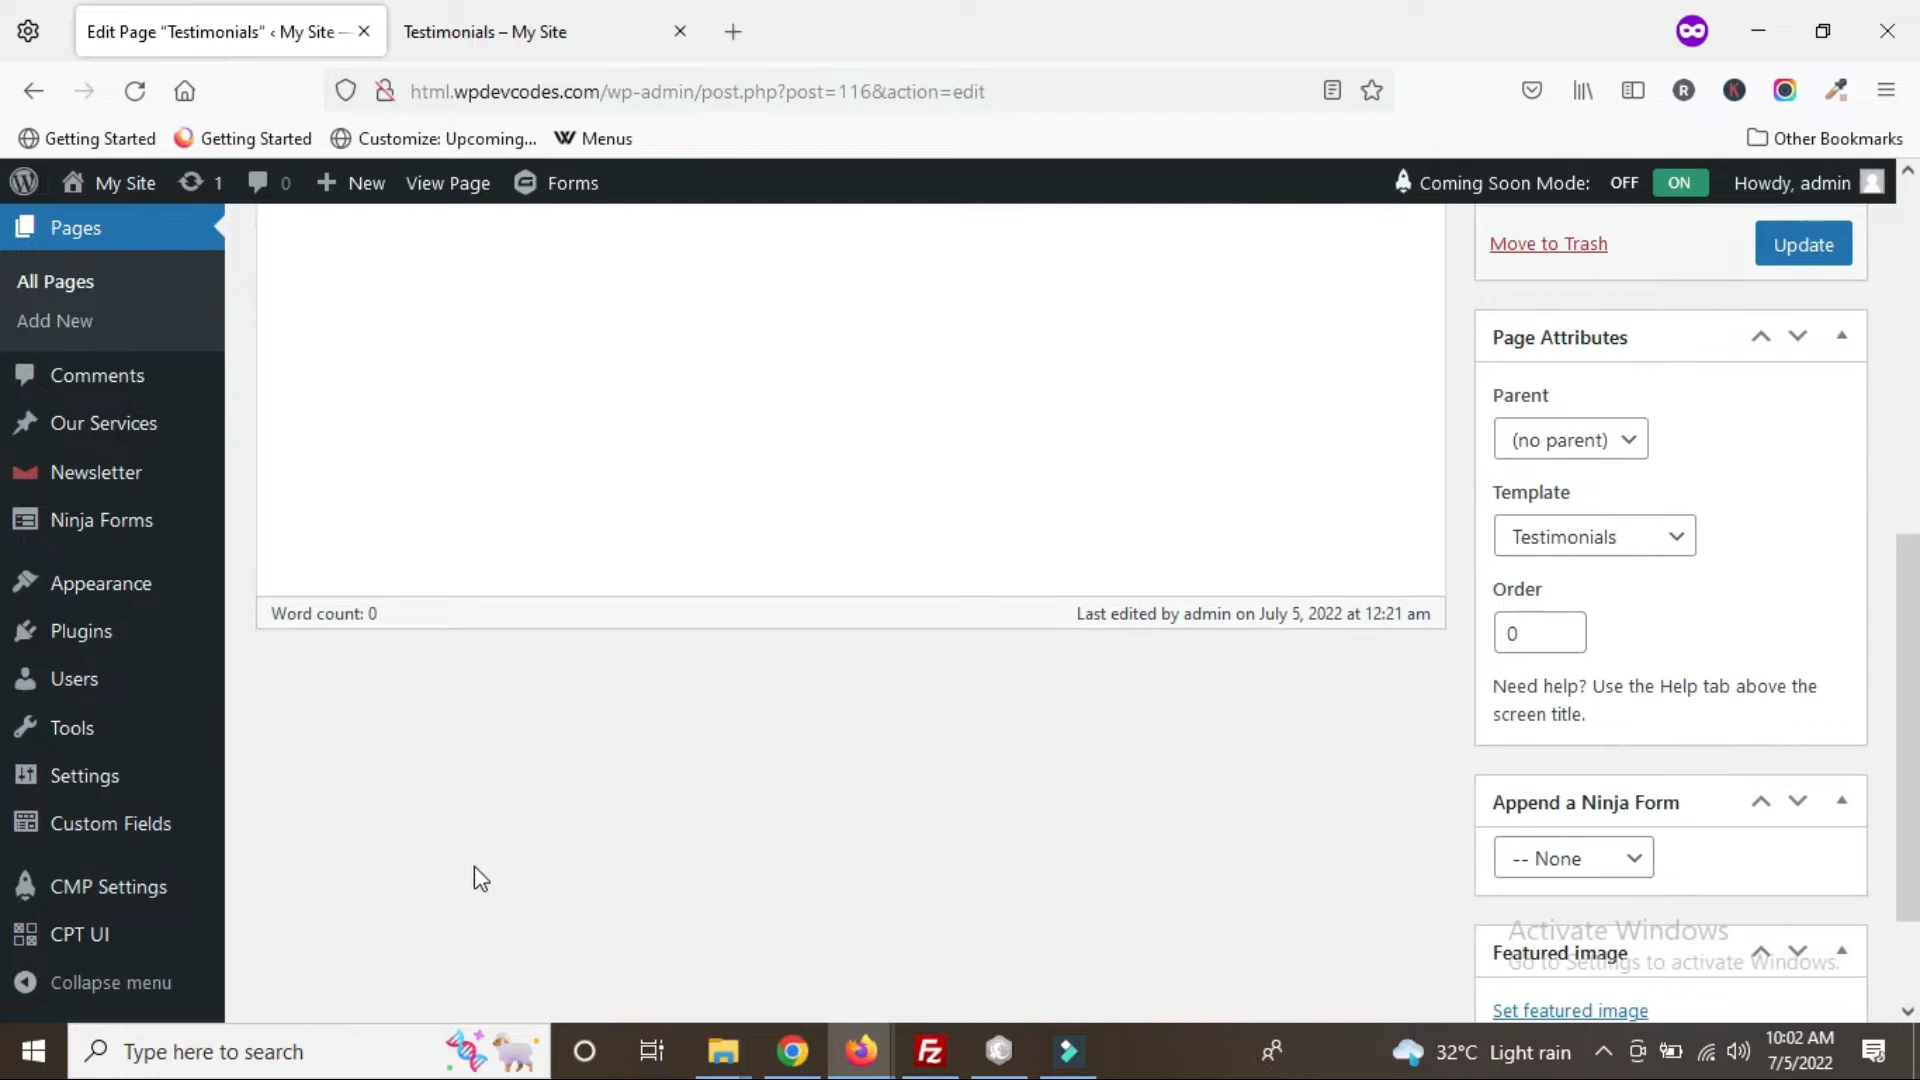 Edit Page "Testimonials" ‹ My Site —
Testimonials – My Site
html.wpdevcodes.com/wp-admin/post.php?post=116&action=edit
R
K
Getting Started
Getting Started
Customize: Upcoming...
Menus
Other Bookmarks
My Site
1
0
New
View Page
Forms
Coming Soon Mode:
OFF
ON
Howdy, admin
Pages
All Pages
Add New
Comments
Our Services
Newsletter
Ninja Forms
Appearance
Plugins
Users
Tools
Settings
Custom Fields
CMP Settings
CPT UI
Collapse menu
Word count: 0
Last edited by admin on July 5, 2022 at 12:21 am
Move to Trash
Update
Page Attributes
Parent
(no parent)
Template
Testimonials
Order
0
Need help? Use the Help tab above the
screen title.
Append a Ninja Form
-- None
Activate Windows
Go to Settings to activate Windows.
Featured image
Set featured image
Type here to search
Fz
32°C Light rain
10:02 AM
7/5/2022